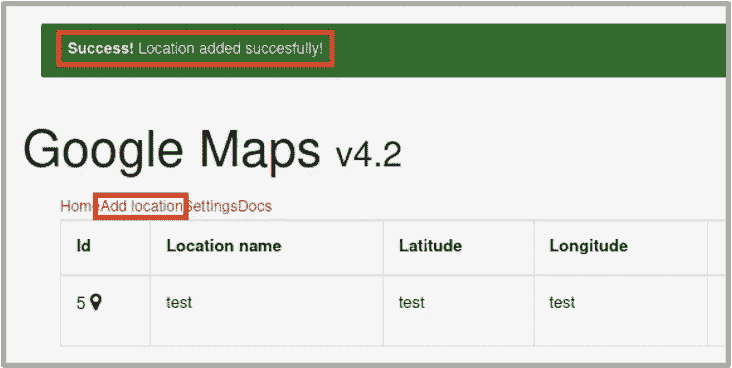 Success! Location added succesfully!
Google Maps v4.2
HomeAdd locationSettingsDocs
Id Location name Latitude Longitude
5 test test test